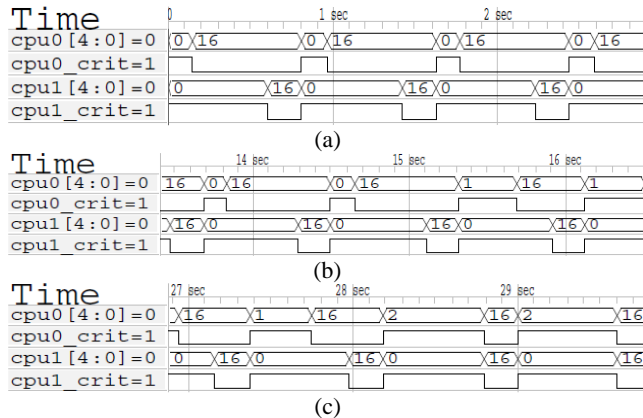 Time 0 1 sec 2 sec
cpu0[4:0]=0 0 16 0 16 0 16 0 16
cpu0_crit=1
cpu1[4:0]=0 0 16 0 16 0 16 0
cpu1_crit=1
(a)
Time 14 sec 15 sec 16 sec
cpu0[4:0]=0 16 0 16 0 16 1 16 1
cpu0_crit=1
cpu1[4:0]=0 16 0 16 0 16 0 16 0
cpu1_crit=1
(b)
Time 27 sec 28 sec 29 sec
cpu0[4:0]=0 16 1 16 2 16 2 16
cpu0_crit=1
cpu1[4:0]=0 0 16 0 16 0 16 0 16
cpu1_crit=1
(c)